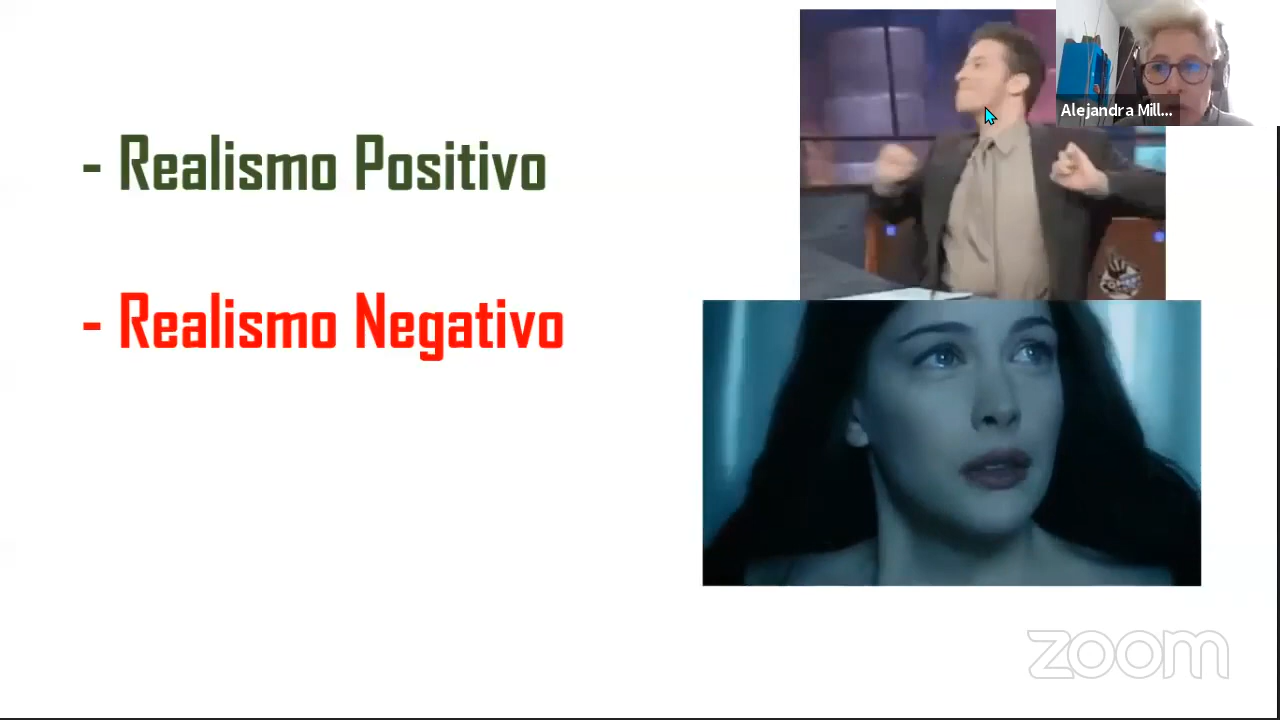 Alejandra Mill...
- Realismo Positivo
- Realismo Negativo
zoom